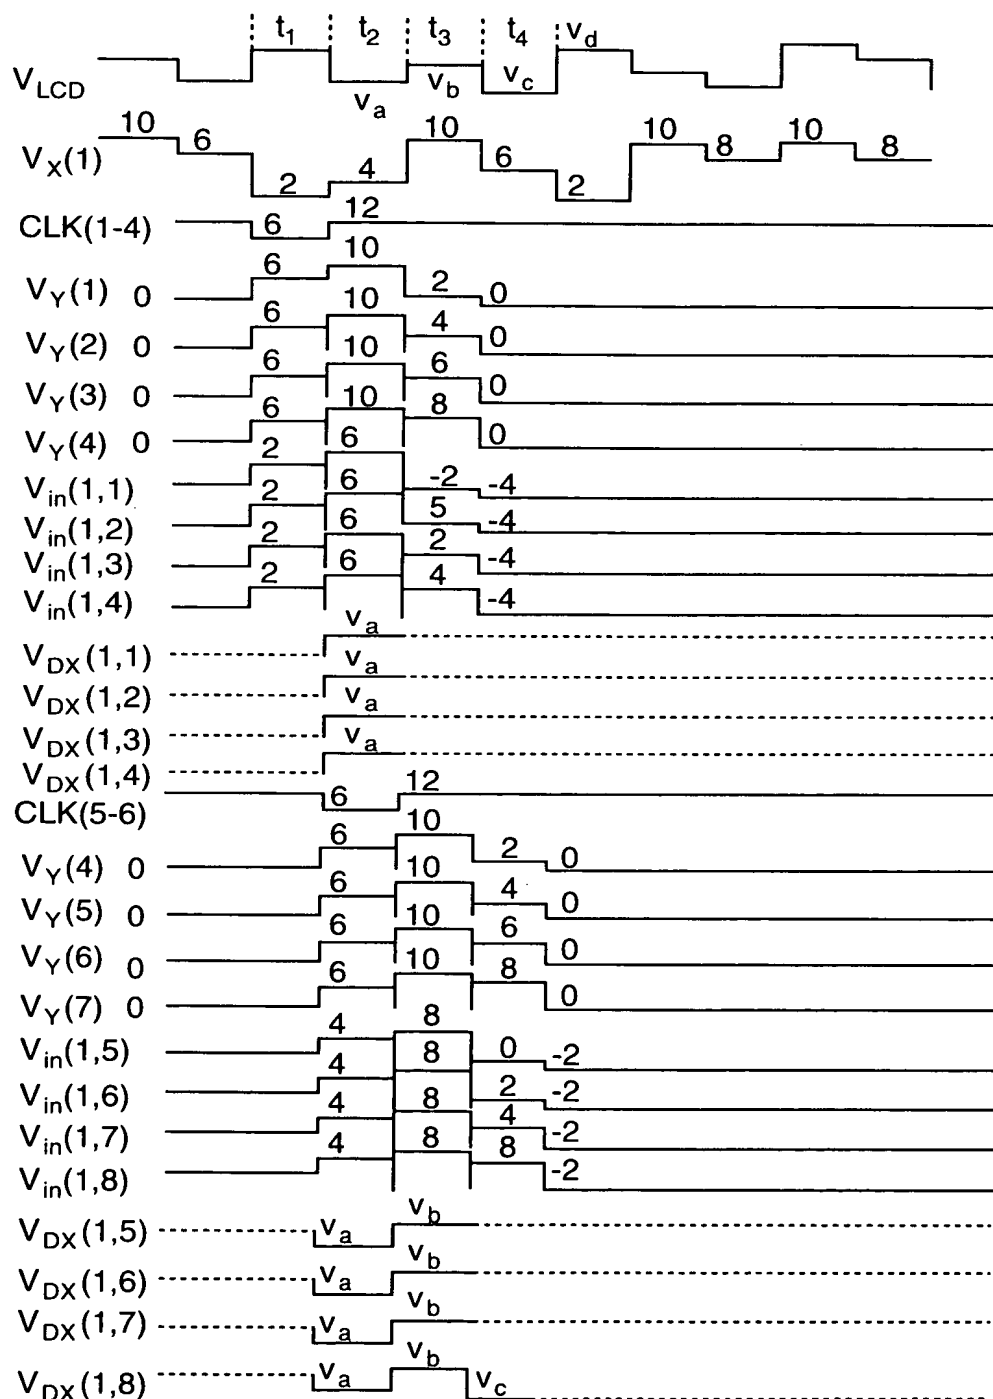 t1 t2 t3 t4 vd
VLCD va vb vc
VX(1) 10 6 2 4 10 6 2 10 8 10 8
CLK(1-4) 6 12
VY(1) 0 6 10 2 0
VY(2) 0 6 10 4 0
VY(3) 0 6 10 6 0
VY(4) 0 6 10 8 0
Vin(1,1) 2 6 -2 -4
Vin(1,2) 2 6 5 -4
Vin(1,3) 2 6 2 -4
Vin(1,4) 2 6 4 -4
VDX(1,1) va
VDX(1,2) va
VDX(1,3) va
VDX(1,4) va
CLK(5-6) 6 12
VY(4) 0 6 10 2 0
VY(5) 0 6 10 4 0
VY(6) 0 6 10 6 0
VY(7) 0 6 10 8 0
Vin(1,5) 4 8 0 -2
Vin(1,6) 4 8 2 -2
Vin(1,7) 4 8 4 -2
Vin(1,8) 4 8 8 -2
VDX(1,5) va vb
VDX(1,6) va vb
VDX(1,7) va vb
VDX(1,8) va vb vc